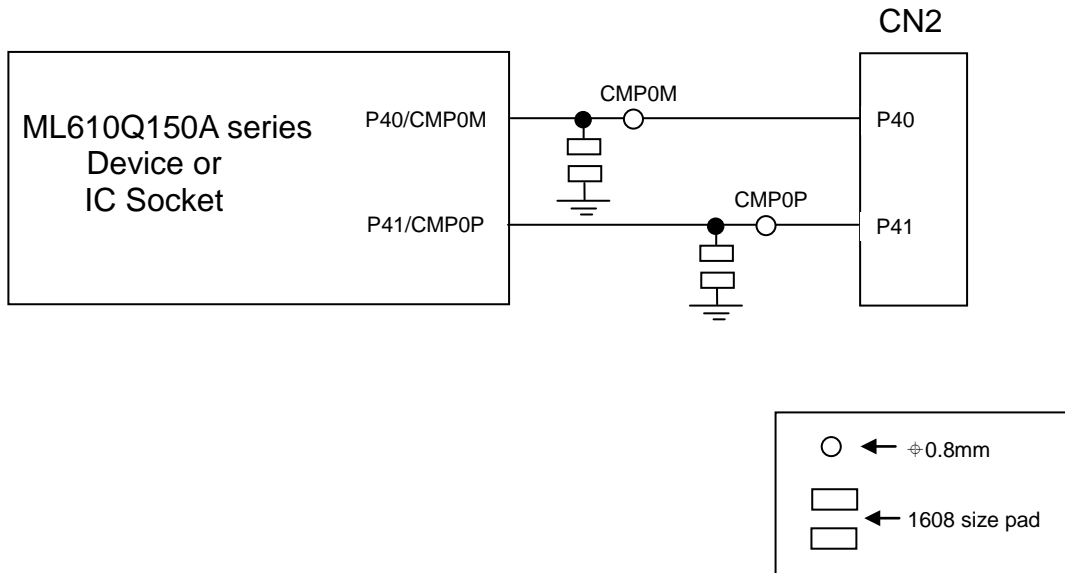 CN2
ML610Q150A series
Device or
IC Socket
P40/CMP0M
CMP0M
P40
P41/CMP0P
CMP0P
P41
⌖0.8mm
1608 size pad